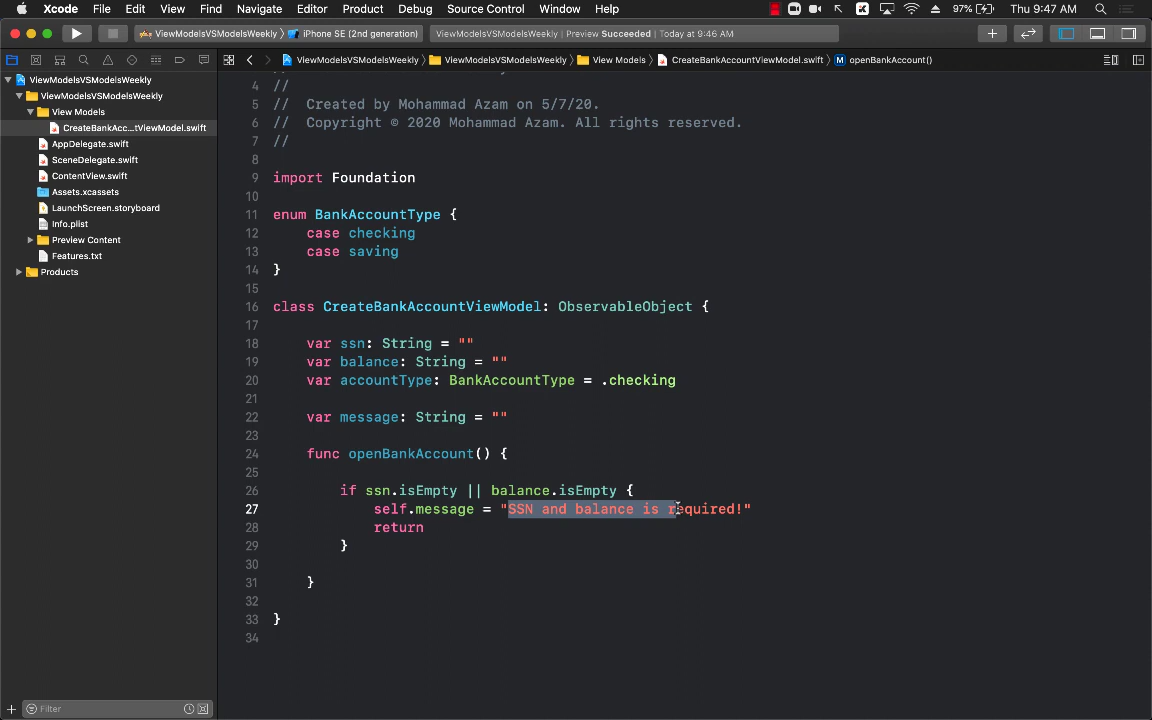 Xcode File Edit View Find Navigate Editor Product Debug Source Control Window Help 97% Thu 9:47 AM
ViewModelsVSModelsWeekly iPhone SE (2nd generation) ViewModelsVSModelsWeekly | Preview Succeeded | Today at 9:46 AM
ViewModelsVSModelsWeekly ViewModelsVSModelsWeekly View Models CreateBankAccountViewModel.swift M openBankAccount()
ViewModelsVSModelsWeekly
ViewModelsVSModelsWeekly
View Models
CreateBankAcc...tViewModel.swift
AppDelegate.swift
SceneDelegate.swift
ContentView.swift
Assets.xcassets
LaunchScreen.storyboard
Info.plist
Preview Content
Features.txt
Products
Filter
4 //
5 // Created by Mohammad Azam on 5/7/20.
6 // Copyright © 2020 Mohammad Azam. All rights reserved.
7 //
8
9 import Foundation
10
11 enum BankAccountType {
12 case checking
13 case saving
14 }
15
16 class CreateBankAccountViewModel: ObservableObject {
17
18 var ssn: String = ""
19 var balance: String = ""
20 var accountType: BankAccountType = .checking
21
22 var message: String = ""
23
24 func openBankAccount() {
25
26 if ssn.isEmpty || balance.isEmpty {
27 self.message = "SSN and balance is required!"
28 return
29 }
30
31 }
32
33 }
34